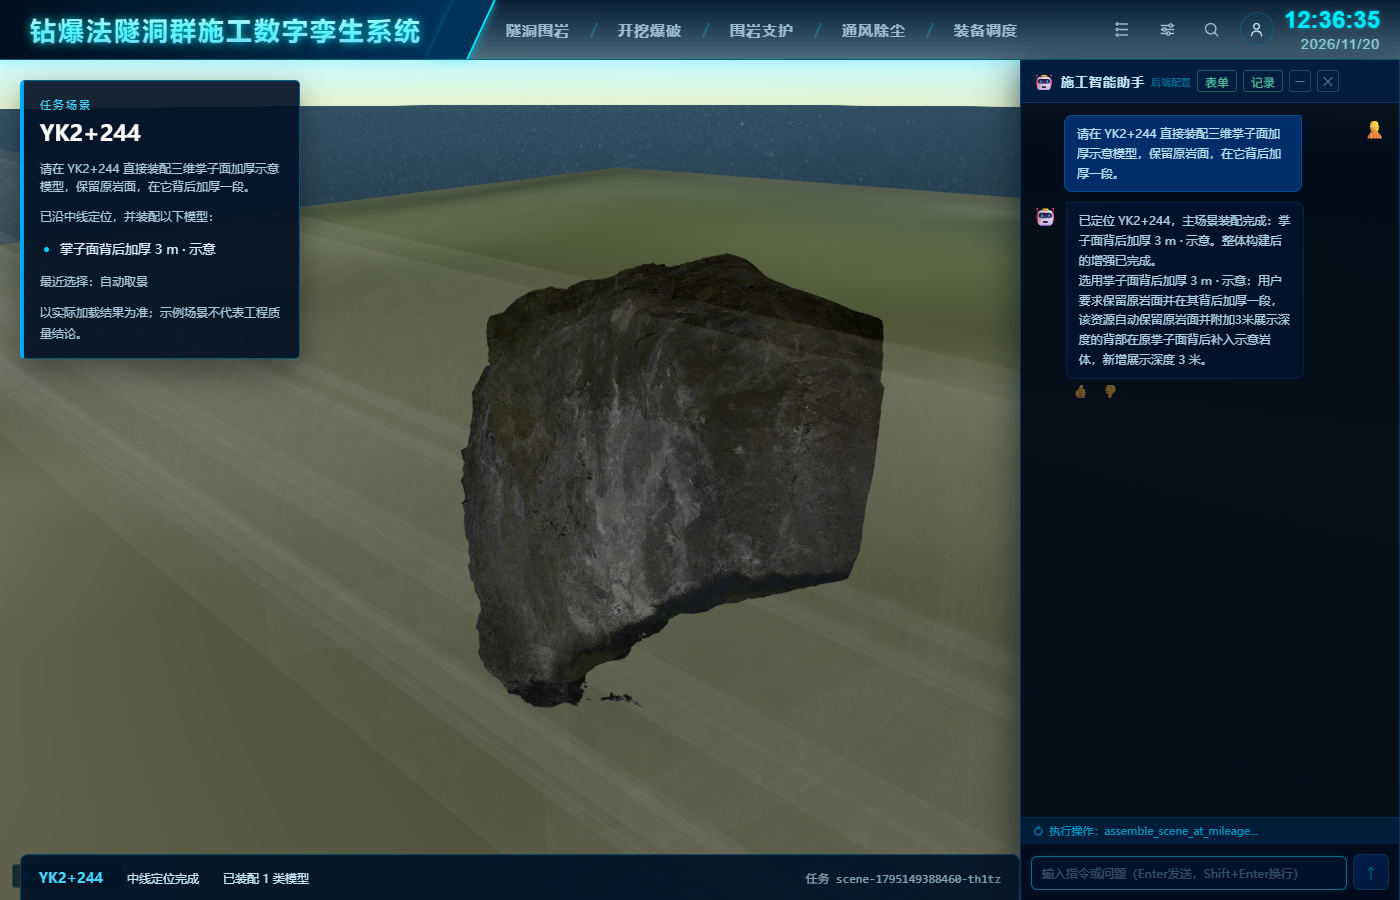 钻爆法隧洞群施工数字孪生系统
隧洞围岩 / 开挖爆破 / 围岩支护 / 通风除尘 / 装备调度
12:36:35
2026/11/20
任务场景
YK2+244
请在 YK2+244 直接装配三维掌子面加厚示意
模型，保留原岩面，在它背后加厚一段。
已沿中线定位，并装配以下模型：
掌子面背后加厚 3 m · 示意
最近选择：自动取景
以实际加载结果为准；示例场景不代表工程质
量结论。
施工智能助手 后端配置 表单 记录
请在 YK2+244 直接装配三维掌子面加
厚示意模型，保留原岩面，在它背后加
厚一段。
已定位 YK2+244，主场景装配完成：掌
子面背后加厚 3 m · 示意。整体构建后
的增强已完成。
选用掌子面背后加厚 3 m · 示意：用户
要求保留原岩面并在其背后加厚一段，
该资源自动保留原岩面并附加3米展示深
度的背部在原掌子面背后补入示意岩
体，新增展示深度 3 米。
执行操作：assemble_scene_at_mileage...
输入指令或问题（Enter发送，Shift+Enter换行）
YK2+244 中线定位完成 已装配 1 类模型
任务 scene-1795149388460-th1tz